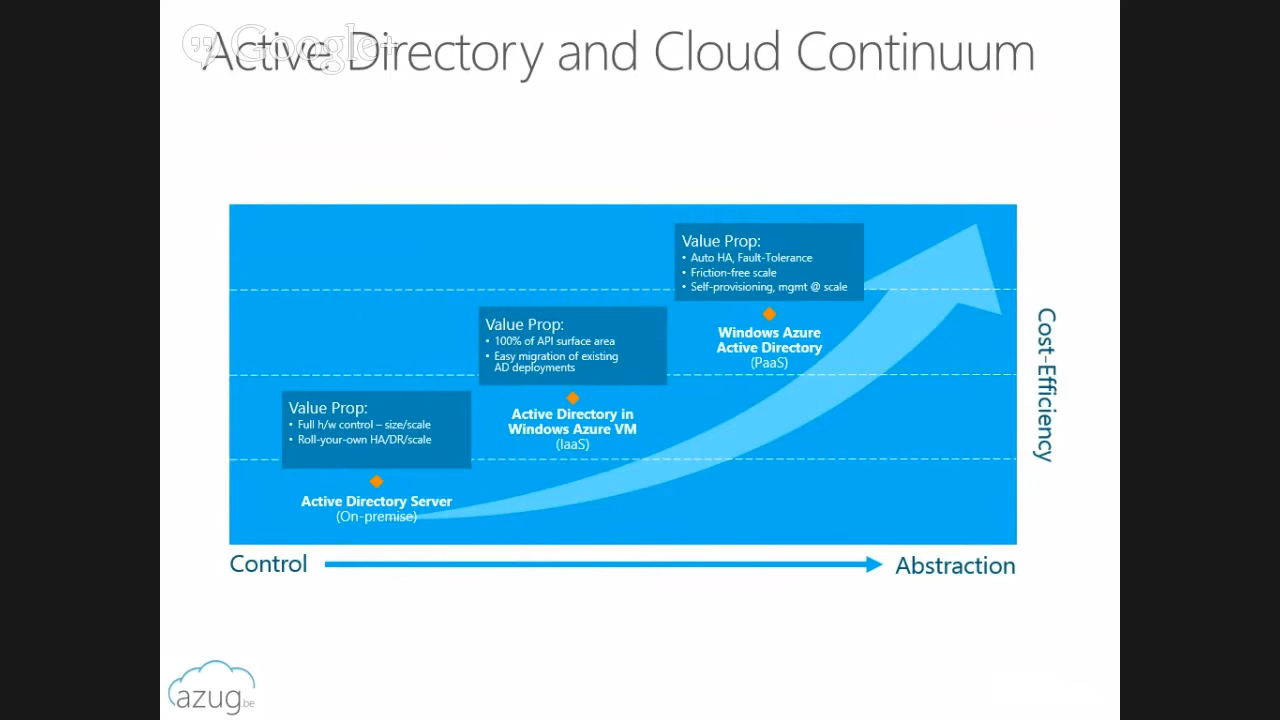 Google+
Active Directory and Cloud Continuum
Value Prop:
• Auto HA, Fault-Tolerance
• Friction-free scale
• Self-provisioning, mgmt @ scale
Windows Azure
Active Directory
(PaaS)
Value Prop:
• 100% of API surface area
• Easy migration of existing
AD deployments
Active Directory in
Windows Azure VM
(IaaS)
Value Prop:
• Full h/w control – size/scale
• Roll-your-own HA/DR/scale
Active Directory Server
(On-premise)
Cost-Efficiency
Control
Abstraction
azug.be